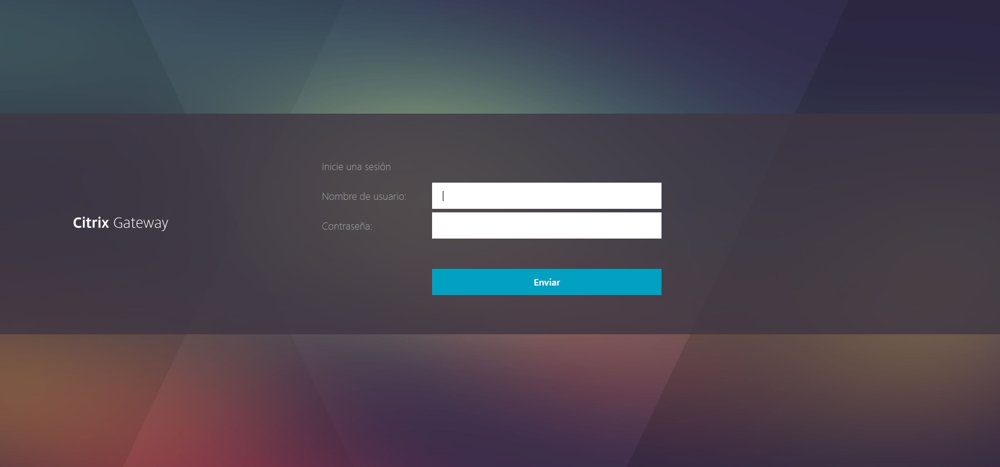 Inicie una sesión
Nombre de usuario:
Citrix Gateway
Contraseña:
Enviar